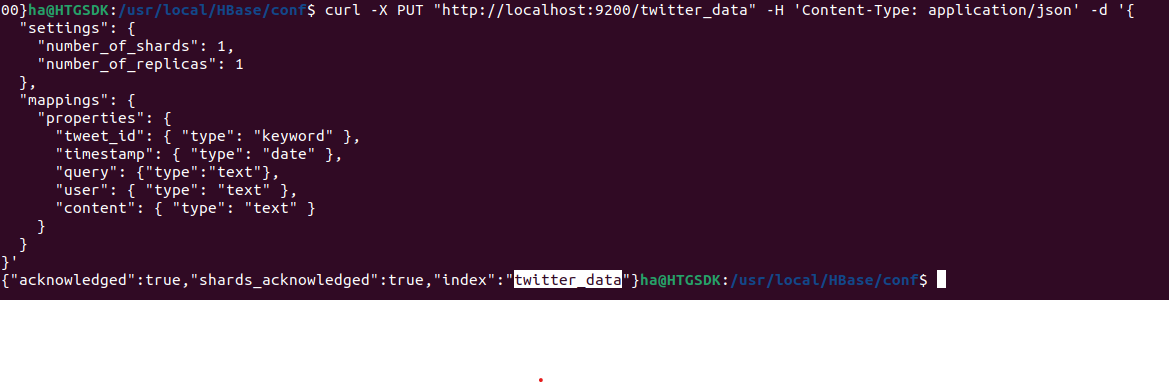 00}ha@HTGSDK:/usr/local/HBase/conf$ curl -X PUT "http://localhost:9200/twitter_data" -H 'Content-Type: application/json' -d '{
  "settings": {
    "number_of_shards": 1,
    "number_of_replicas": 1
  },
  "mappings": {
    "properties": {
      "tweet_id": { "type": "keyword" },
      "timestamp": { "type": "date" },
      "query": {"type":"text"},
      "user": { "type": "text" },
      "content": { "type": "text" }
    }
  }
}'
{"acknowledged":true,"shards_acknowledged":true,"index":"twitter_data"}ha@HTGSDK:/usr/local/HBase/conf$